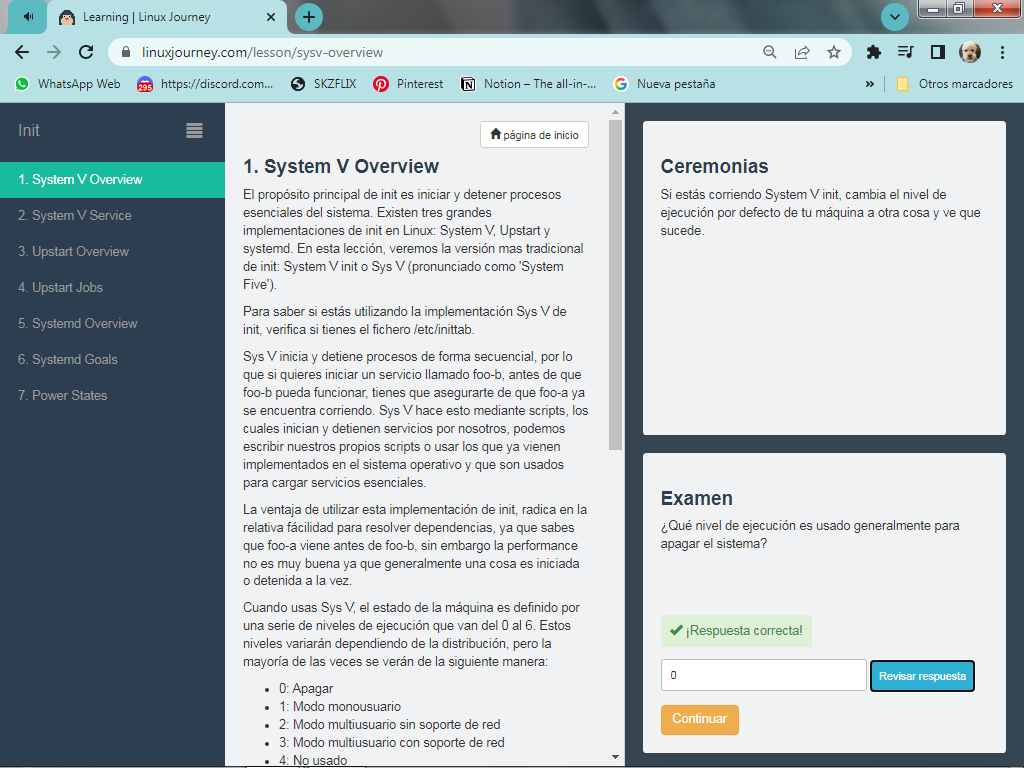 Learning | Linux Journey
linuxjourney.com/lesson/sysv-overview
WhatsApp Web
295
https://discord.com...
SKZFLIX
Pinterest
Notion – The all-in-...
Nueva pestaña
»
Otros marcadores
Init
1. System V Overview
2. System V Service
3. Upstart Overview
4. Upstart Jobs
5. Systemd Overview
6. Systemd Goals
7. Power States
página de inicio
1. System V Overview
El propósito principal de init es iniciar y detener procesos
esenciales del sistema. Existen tres grandes
implementaciones de init en Linux: System V, Upstart y
systemd. En esta lección, veremos la versión mas tradicional
de init: System V init o Sys V (pronunciado como 'System
Five').
Para saber si estás utilizando la implementación Sys V de
init, verifica si tienes el fichero /etc/inittab.
Sys V inicia y detiene procesos de forma secuencial, por lo
que si quieres iniciar un servicio llamado foo-b, antes de que
foo-b pueda funcionar, tienes que asegurarte de que foo-a ya
se encuentra corriendo. Sys V hace esto mediante scripts, los
cuales inician y detienen servicios por nosotros, podemos
escribir nuestros propios scripts o usar los que ya vienen
implementados en el sistema operativo y que son usados
para cargar servicios esenciales.
La ventaja de utilizar esta implementación de init, radica en la
relativa fácilidad para resolver dependencias, ya que sabes
que foo-a viene antes de foo-b, sin embargo la performance
no es muy buena ya que generalmente una cosa es iniciada
o detenida a la vez.
Cuando usas Sys V, el estado de la máquina es definido por
una serie de niveles de ejecución que van del 0 al 6. Estos
niveles variarán dependiendo de la distribución, pero la
mayoría de las veces se verán de la siguiente manera:
• 0: Apagar
• 1: Modo monousuario
• 2: Modo multiusuario sin soporte de red
• 3: Modo multiusuario con soporte de red
• 4: No usado
Ceremonias
Si estás corriendo System V init, cambia el nivel de
ejecución por defecto de tu máquina a otra cosa y ve que
sucede.
Examen
¿Qué nivel de ejecución es usado generalmente para
apagar el sistema?
¡Respuesta correcta!
0
Revisar respuesta
Continuar